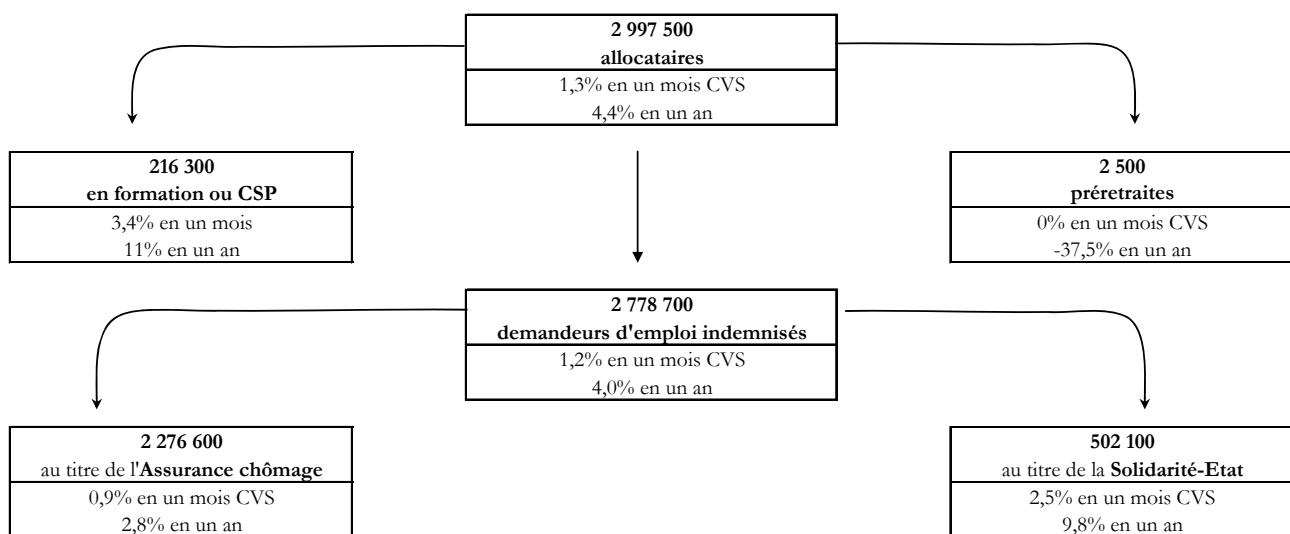 2 997 500
allocataires
1,3% en un mois CVS
4,4% en un an
216 300
en formation ou CSP
3,4% en un mois
11% en un an
2 500
préretraites
0% en un mois CVS
-37,5% en un an
2 778 700
demandeurs d'emploi indemnisés
1,2% en un mois CVS
4,0% en un an
2 276 600
au titre de l'Assurance chômage
0,9% en un mois CVS
2,8% en un an
502 100
au titre de la Solidarité-Etat
2,5% en un mois CVS
9,8% en un an